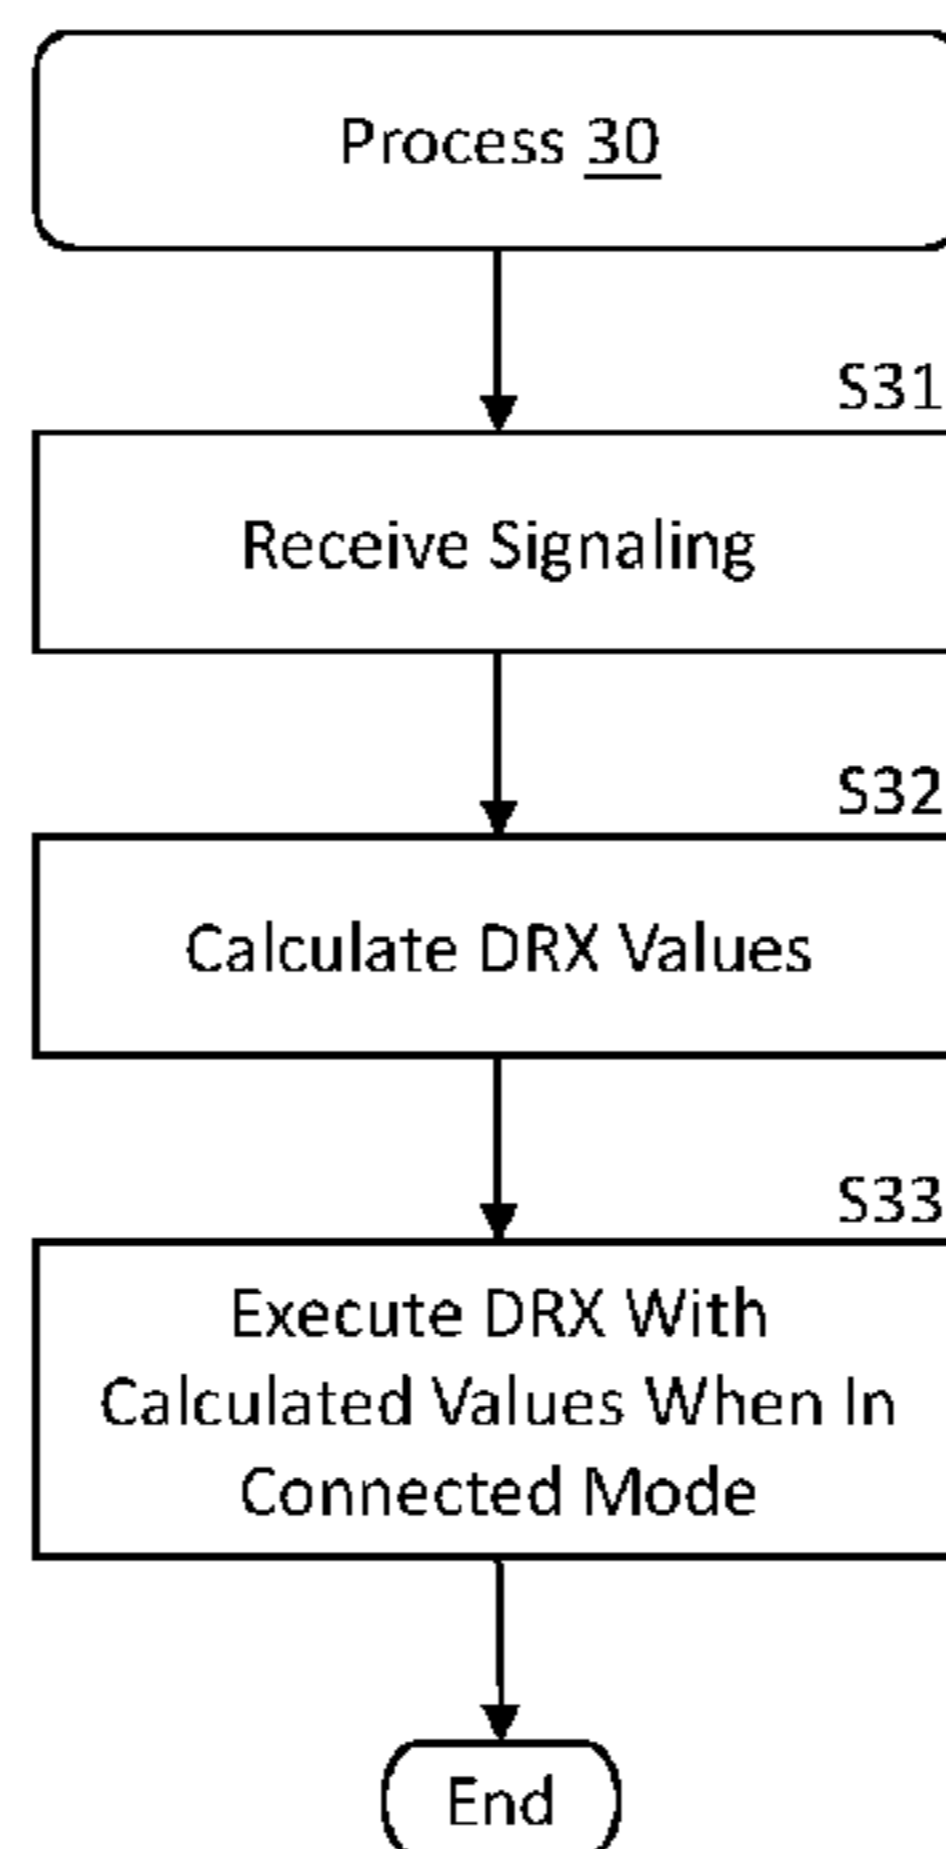 Process 30
S31
Receive Signaling
S32
Calculate DRX Values
S33
Execute DRX With
Calculated Values When In
Connected Mode
End